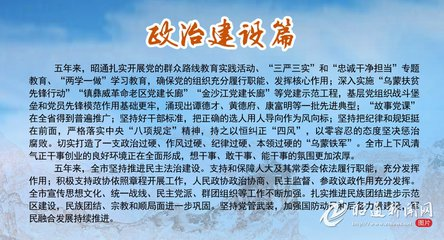 政治建设篇
五年来，昭通扎实开展党的群众路线教育实践活动、“三严三实”和“忠诚干净担当”专题
教育、“两学一做”学习教育，确保党的组织充分履行职能、发挥核心作用；深入实施“乌蒙扶贫
先锋行动”“镇彝威革命老区党建长廊”“金沙江党建长廊”等党建示范工程，基层党组织战斗堡
垒和党员先锋模范作用基础更牢，涌现出谭德才、黄德府、康富明等一批先进典型；“故事党课”
在全省得到普遍推广；坚持好干部标准，把正确的选人用人导向作为风向标；坚持把纪律和规矩挺
在前面，严格落实中央“八项规定”精神，持之以恒纠正“四风”，以零容忍的态度坚决惩治
腐败。切实打造了一支政治过硬、作风过硬、纪律过硬、本领过硬的“乌蒙铁军”。全市上下风清
气正干事创业的良好环境正在全面形成，想干事、敢干事、能干事的氛围更加浓厚。
五年来，全市坚持推进民主法治建设。支持和保障人大及其常委会依法履行职能，充分发挥
作用；积极支持政协依照章程开展工作，人民政协政治协商、民主监督、参政议政作用充分发挥。
全市宣传思想文化、统一战线、民主党派、群团组织等工作不断加强。扎实推进民族团结进步示范
区建设，民族团结、宗教和顺局面进一步巩固。坚持党管武装，加强国防动员和后备力量建设，军
民融合发展持续推进。
昭通新闻网
图片